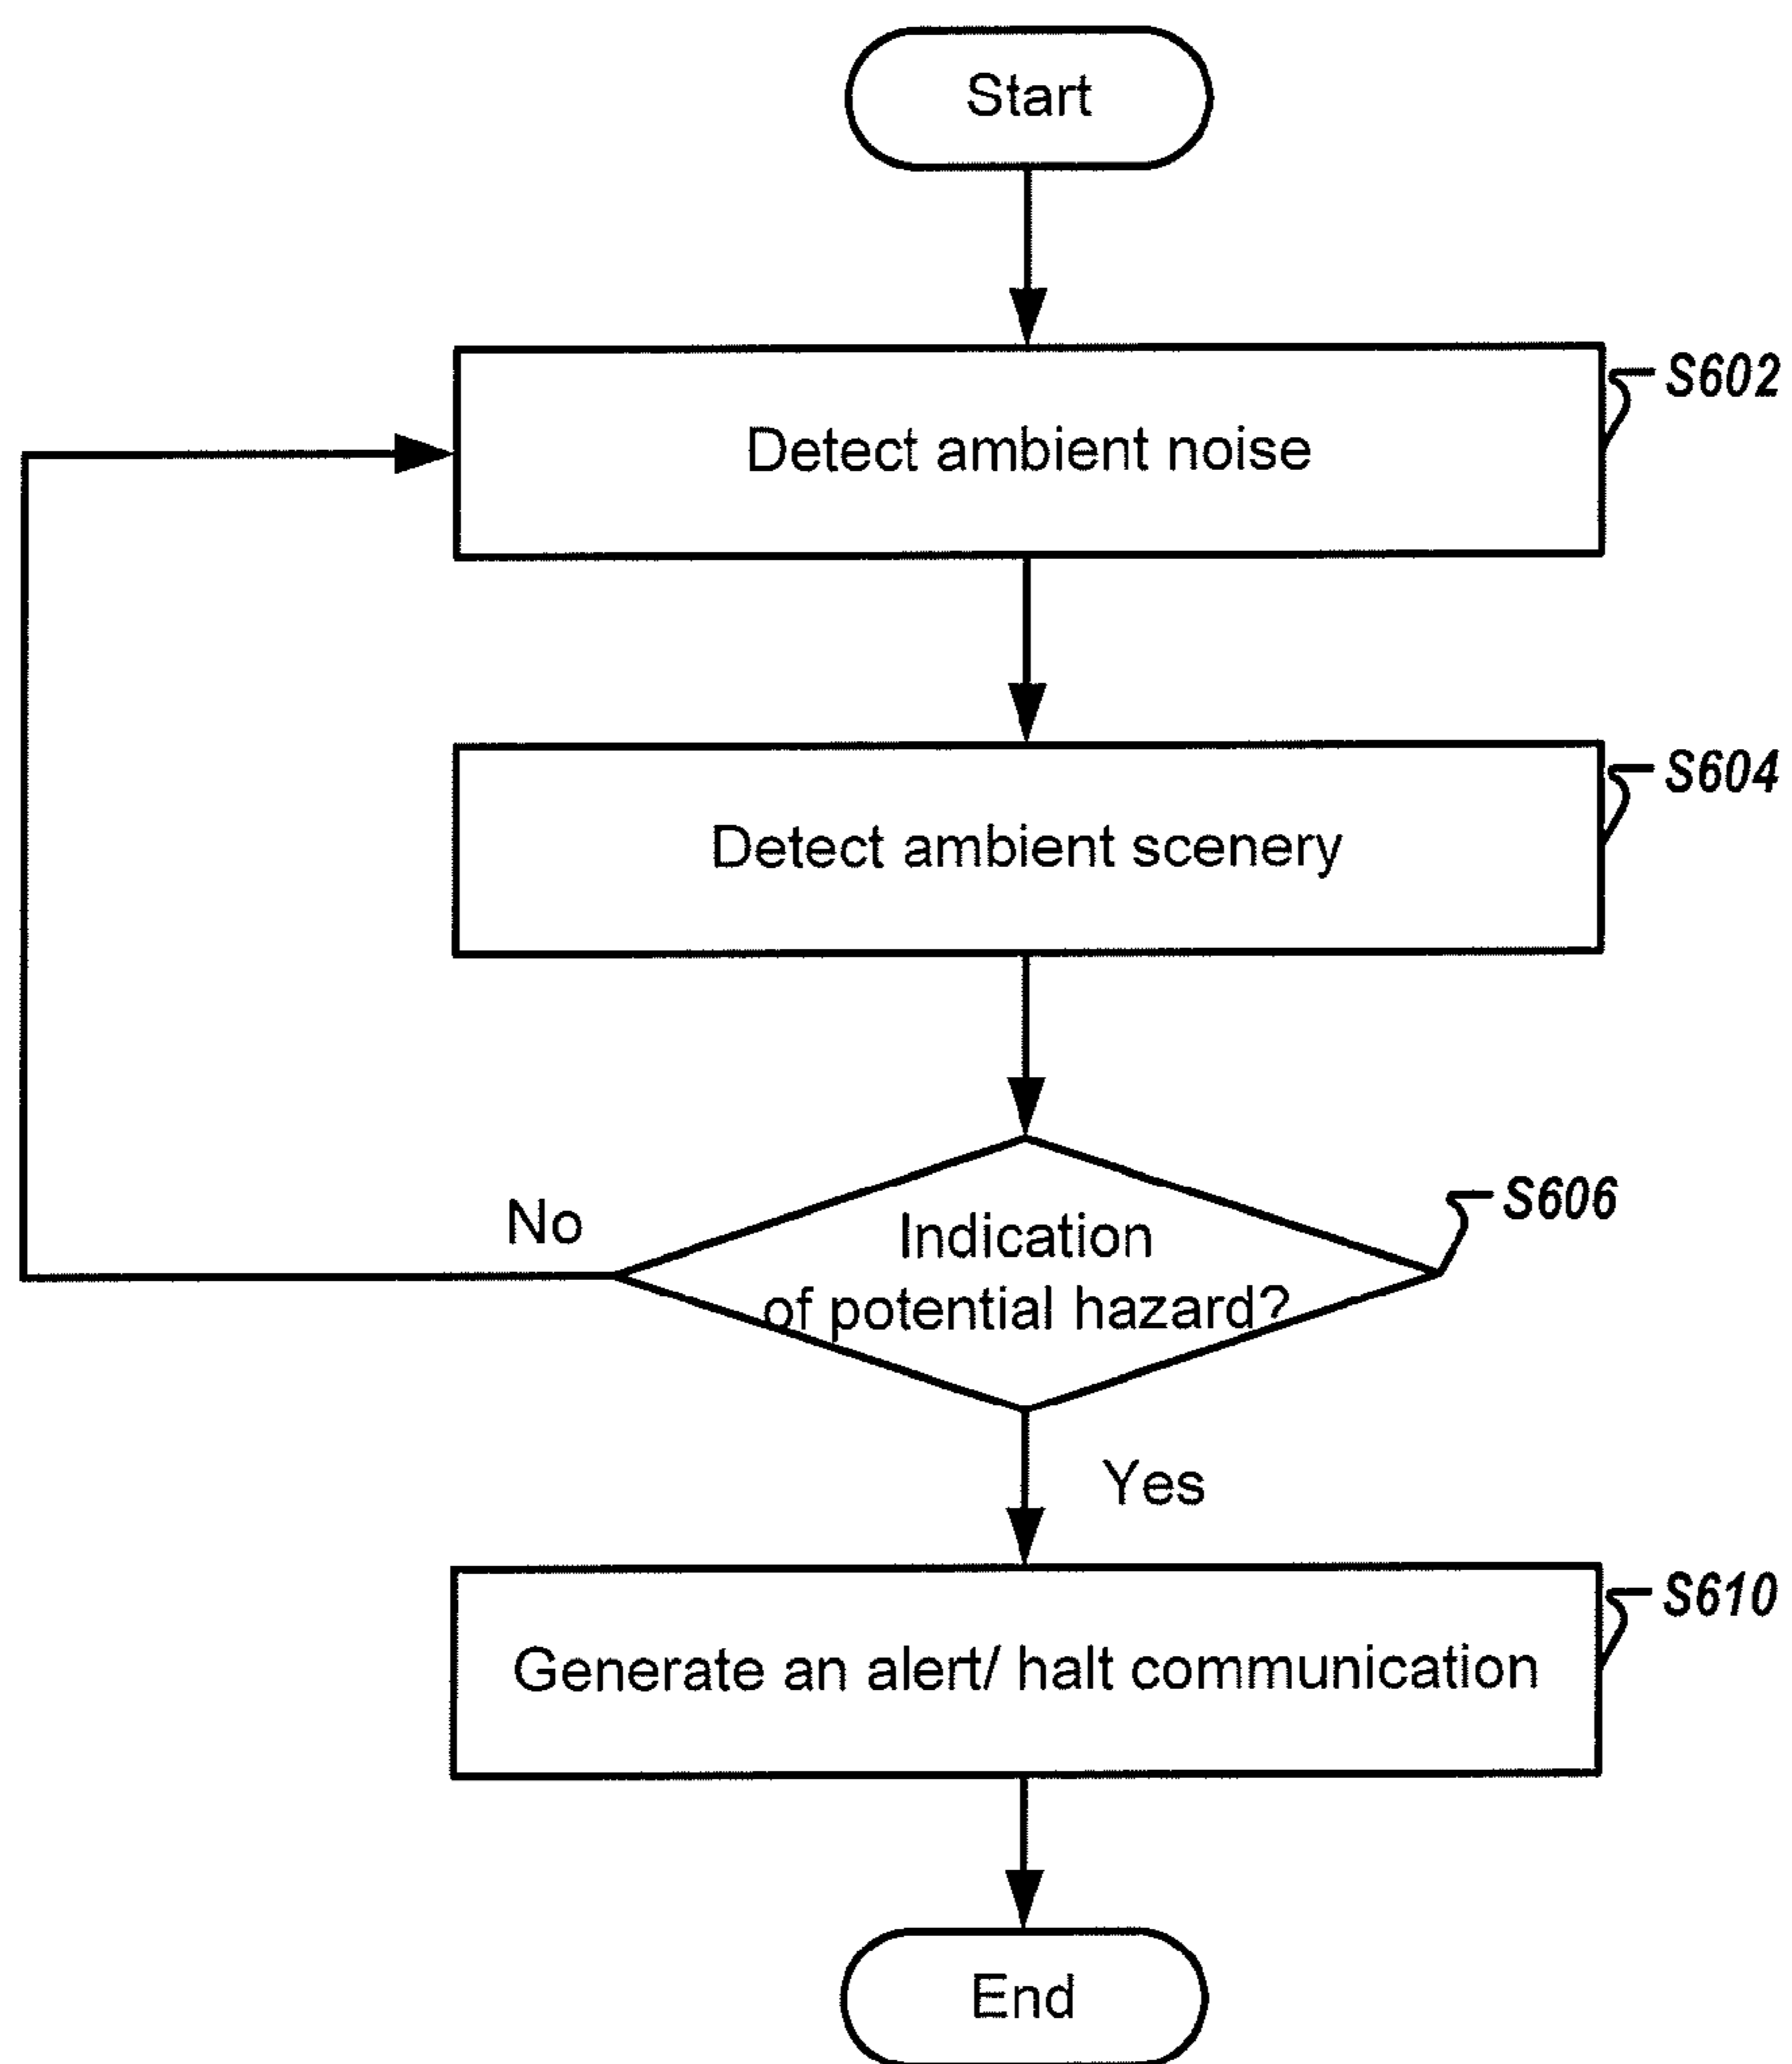 Start
Detect ambient noise
S602
Detect ambient scenery
S604
No
Indication
of potential hazard?
S606
Yes
Generate an alert/ halt communication
S610
End